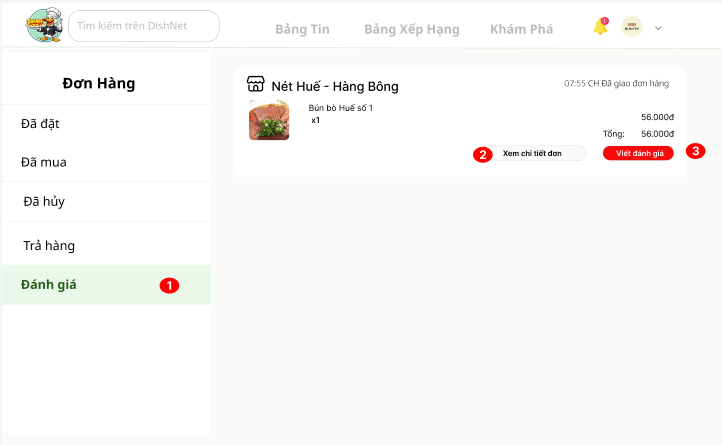 Tìm kiếm trên DishNet
Bảng Tin
Bảng Xếp Hạng
Khám Phá
Đơn Hàng
Đã đặt
Đã mua
Đã hủy
Trả hàng
Đánh giá
1
Nét Huế - Hàng Bông
07:55 CH Đã giao đơn hàng
Bún bò Huế số 1
x1
56.000đ
Tổng: 56.000đ
2
Xem chi tiết đơn
Viết đánh giá
3